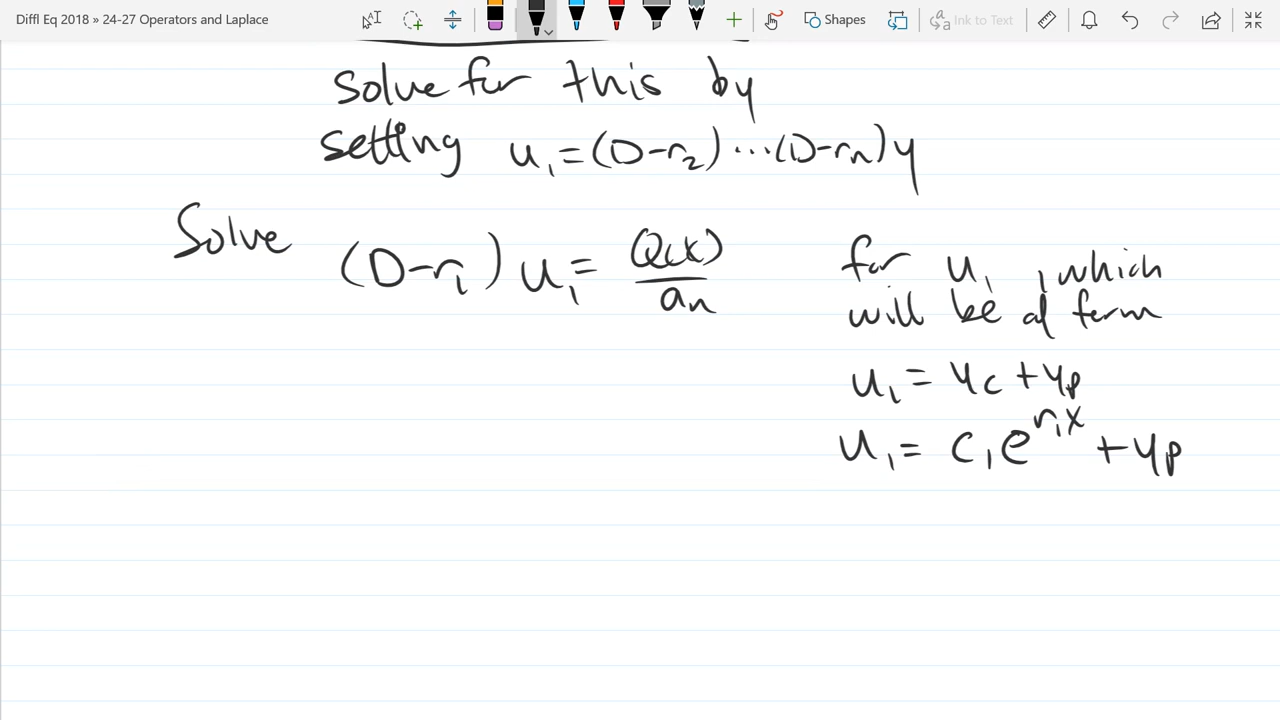 Diffl Eq 2018 » 24-27 Operators and Laplace
Shapes
Ink to Text
solve for this by
setting u₁=(D-r₂)...(D-rₙ)y
Solve (D-r₁)u₁= Q(x)/aₙ
for u₁, which
will be of form
u₁= yc+yp
u₁= c₁e^{r₁x}+yp